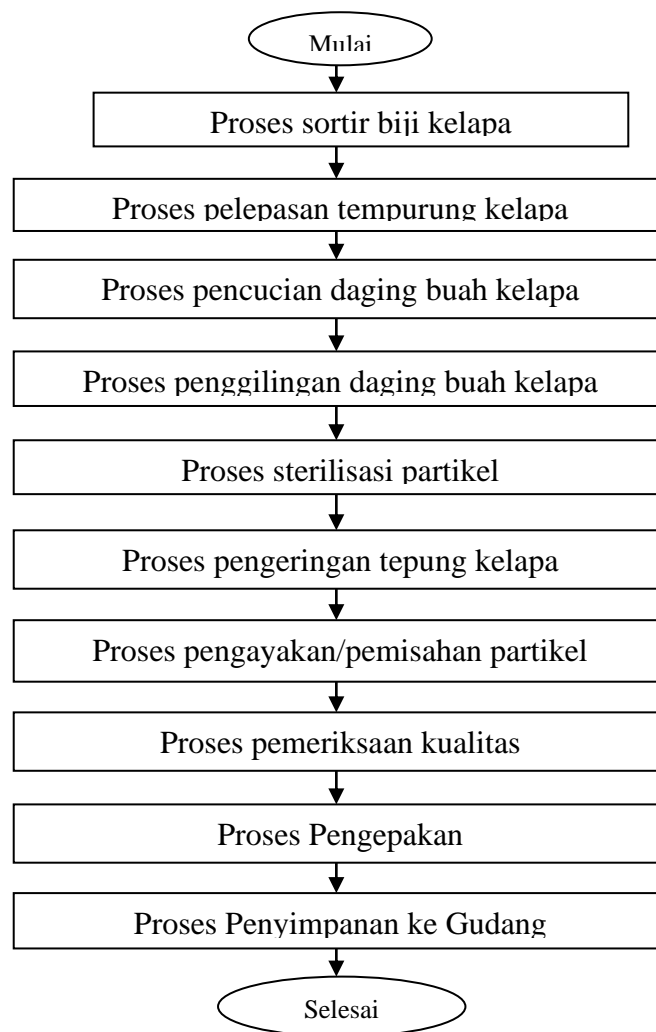 Mulai
Proses sortir biji kelapa
Proses pelepasan tempurung kelapa
Proses pencucian daging buah kelapa
Proses penggilingan daging buah kelapa
Proses sterilisasi partikel
Proses pengeringan tepung kelapa
Proses pengayakan/pemisahan partikel
Proses pemeriksaan kualitas
Proses Pengepakan
Proses Penyimpanan ke Gudang
Selesai